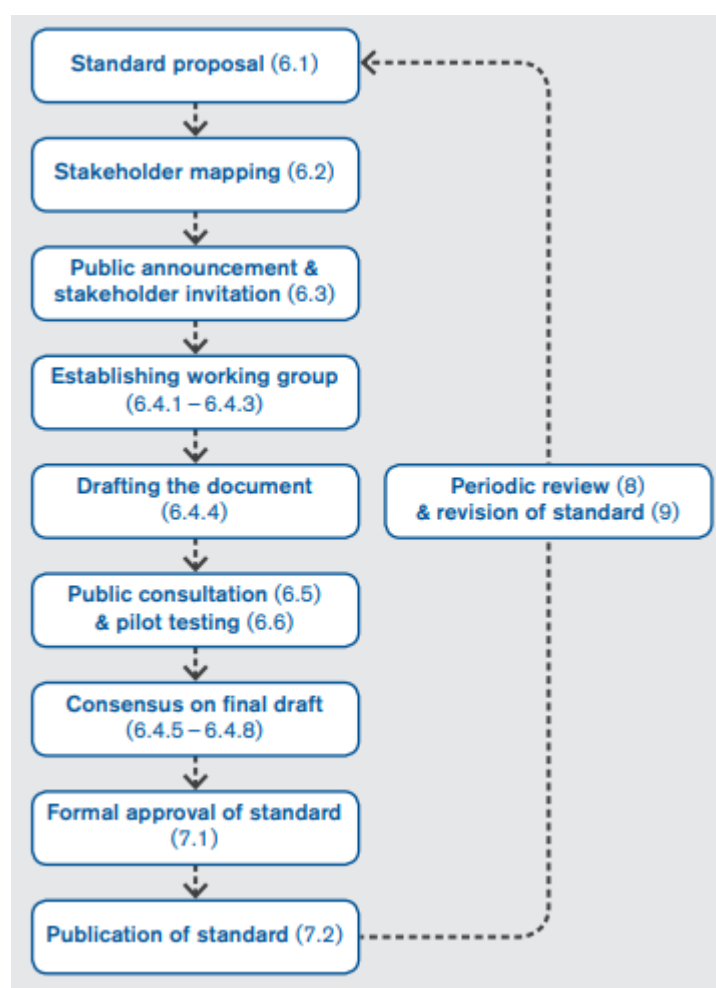 Standard proposal (6.1)
Stakeholder mapping (6.2)
Public announcement &
stakeholder invitation (6.3)
Establishing working group
(6.4.1 – 6.4.3)
Drafting the document
(6.4.4)
Public consultation (6.5)
& pilot testing (6.6)
Consensus on final draft
(6.4.5 – 6.4.8)
Formal approval of standard
(7.1)
Publication of standard (7.2)
Periodic review (8)
& revision of standard (9)